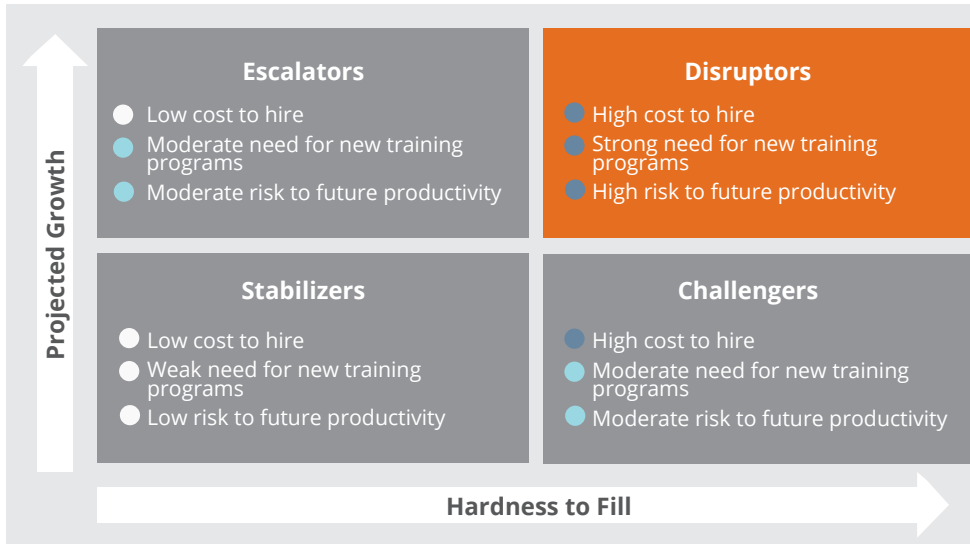 Projected Growth
Escalators
Low cost to hire
Moderate need for new training
programs
Moderate risk to future productivity
Disruptors
High cost to hire
Strong need for new training
programs
High risk to future productivity
Stabilizers
Low cost to hire
Weak need for new training
programs
Low risk to future productivity
Challengers
High cost to hire
Moderate need for new training
programs
Moderate risk to future productivity
Hardness to Fill